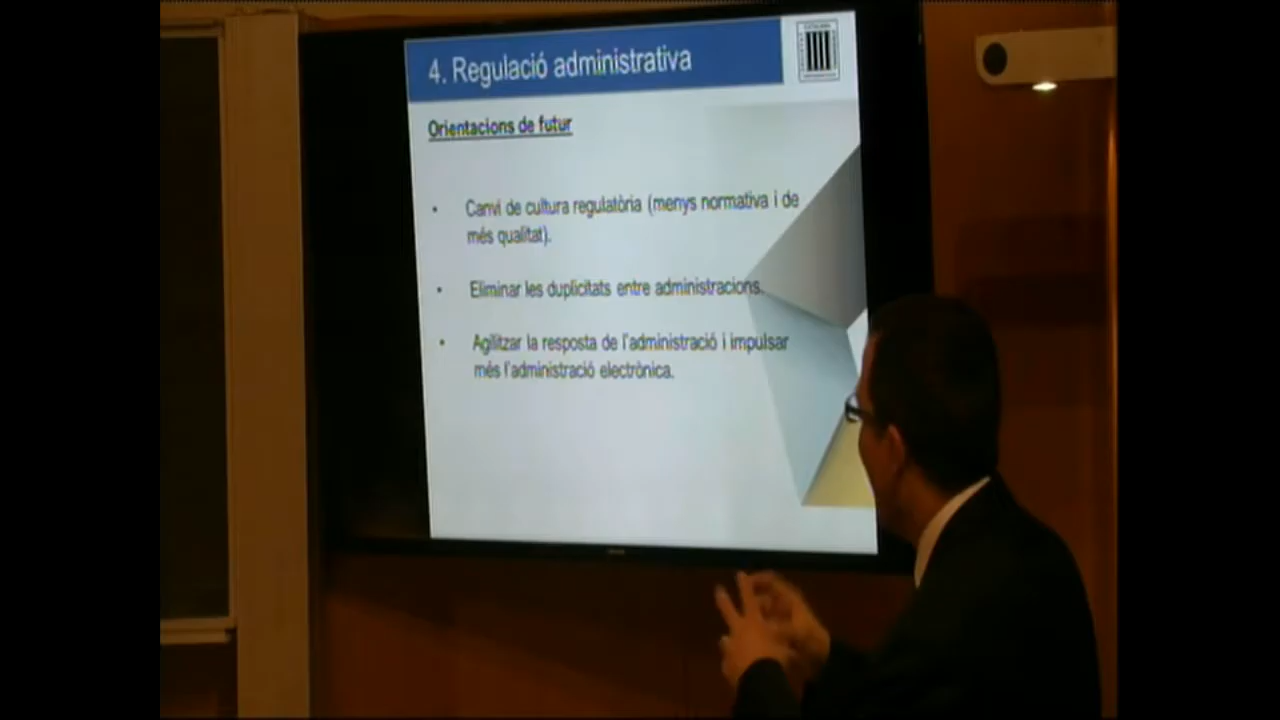 4. Regulació administrativa
Orientacions de futur
• Canvi de cultura regulatòria (menys normativa i de
més qualitat).
• Eliminar les duplicitats entre administracions.
• Agilitzar la resposta de l'administració i impulsar
més l'administració electrònica.